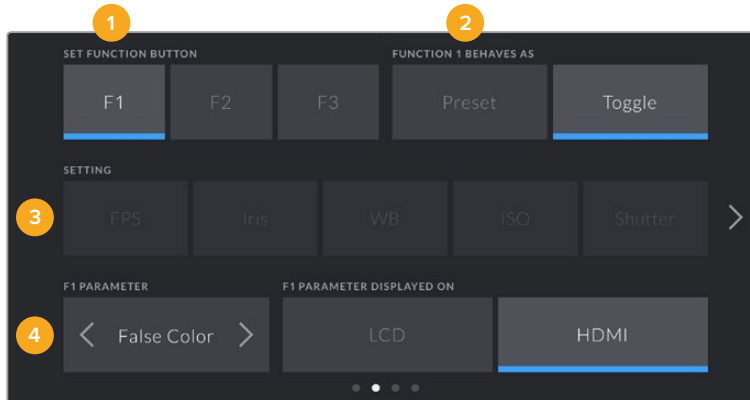 1 2
SET FUNCTION BUTTON FUNCTION 1 BEHAVES AS
F1 F2 F3 Preset Toggle
SETTING
3 FPS Iris WB ISO Shutter
F1 PARAMETER F1 PARAMETER DISPLAYED ON
4 False Color LCD HDMI